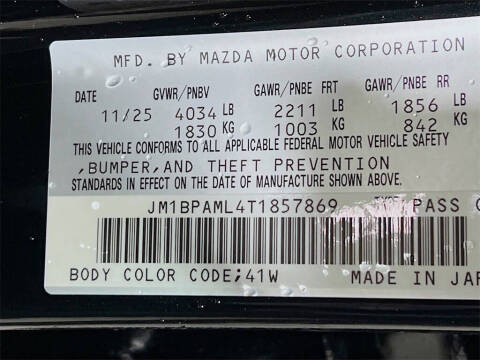 MFD. BY MAZDA MOTOR CORPORATION
DATE GVWR/PNBV GAWR/PNBE FRT GAWR/PNBE RR
11/25 4034 LB 2211 LB 1856 LB
1830 KG 1003 KG 842 KG
THIS VEHICLE CONFORMS TO ALL APPLICABLE FEDERAL MOTOR VEHICLE SAFETY
,BUMPER,AND THEFT PREVENTION
STANDARDS IN EFFECT ON THE DATE OF MANUFACTURE SHOWN ABOVE.
JM1BPAML4T1857869 PASS
BODY COLOR CODE;41W MADE IN JAP